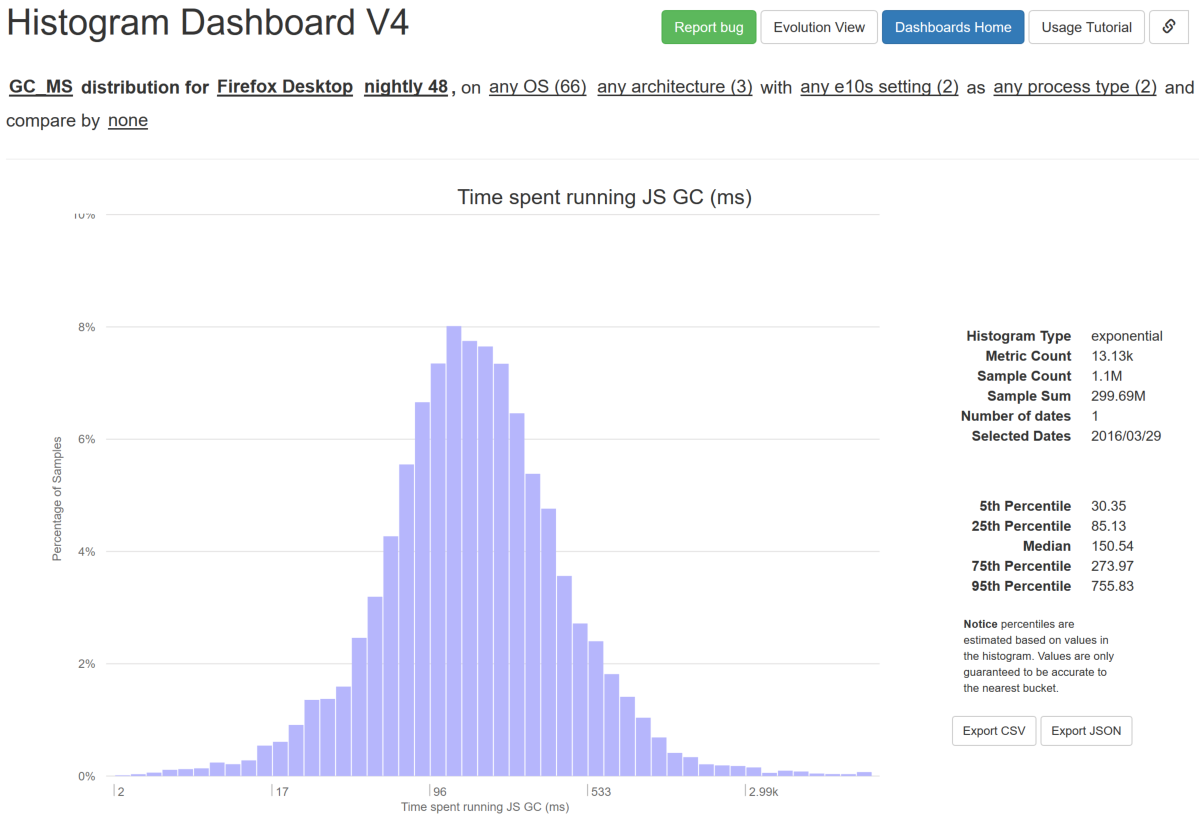 Histogram Dashboard V4
Report bug
Evolution View
Dashboards Home
Usage Tutorial
GC_MS distribution for Firefox Desktop nightly 48, on any OS (66) any architecture (3) with any e10s setting (2) as any process type (2) and
compare by none
Time spent running JS GC (ms)
10%
8%
6%
4%
2%
0%
Percentage of Samples
2
17
96
533
2.99k
Time spent running JS GC (ms)
Histogram Type exponential
Metric Count 13.13k
Sample Count 1.1M
Sample Sum 299.69M
Number of dates 1
Selected Dates 2016/03/29
5th Percentile 30.35
25th Percentile 85.13
Median 150.54
75th Percentile 273.97
95th Percentile 755.83
Notice percentiles are
estimated based on values in
the histogram. Values are only
guaranteed to be accurate to
the nearest bucket.
Export CSV
Export JSON